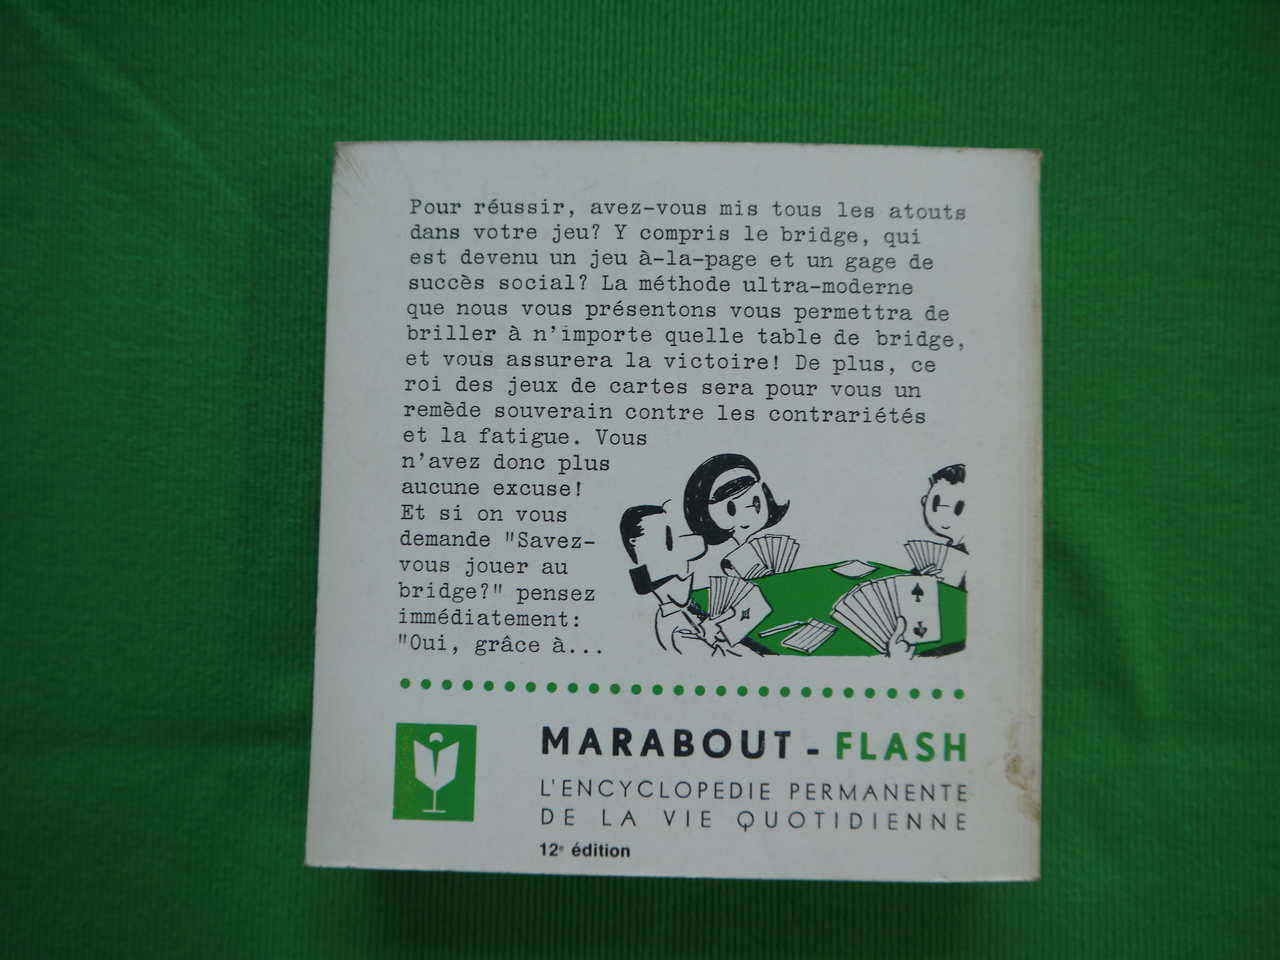 Pour réussir, avez-vous mis tous les atouts
dans votre jeu? Y compris le bridge, qui
est devenu un jeu à-la-page et un gage de
succès social? La méthode ultra-moderne
que nous vous présentons vous permettra de
briller à n'importe quelle table de bridge,
et vous assurera la victoire! De plus, ce
roi des jeux de cartes sera pour vous un
remède souverain contre les contrariétés
et la fatigue. Vous
n'avez donc plus
aucune excuse!
Et si on vous
demande "Savez-
vous jouer au
bridge?" pensez
immédiatement:
"Oui, grâce à...
MARABOUT - FLASH
L'ENCYCLOPEDIE PERMANENTE
DE LA VIE QUOTIDIENNE
12e édition